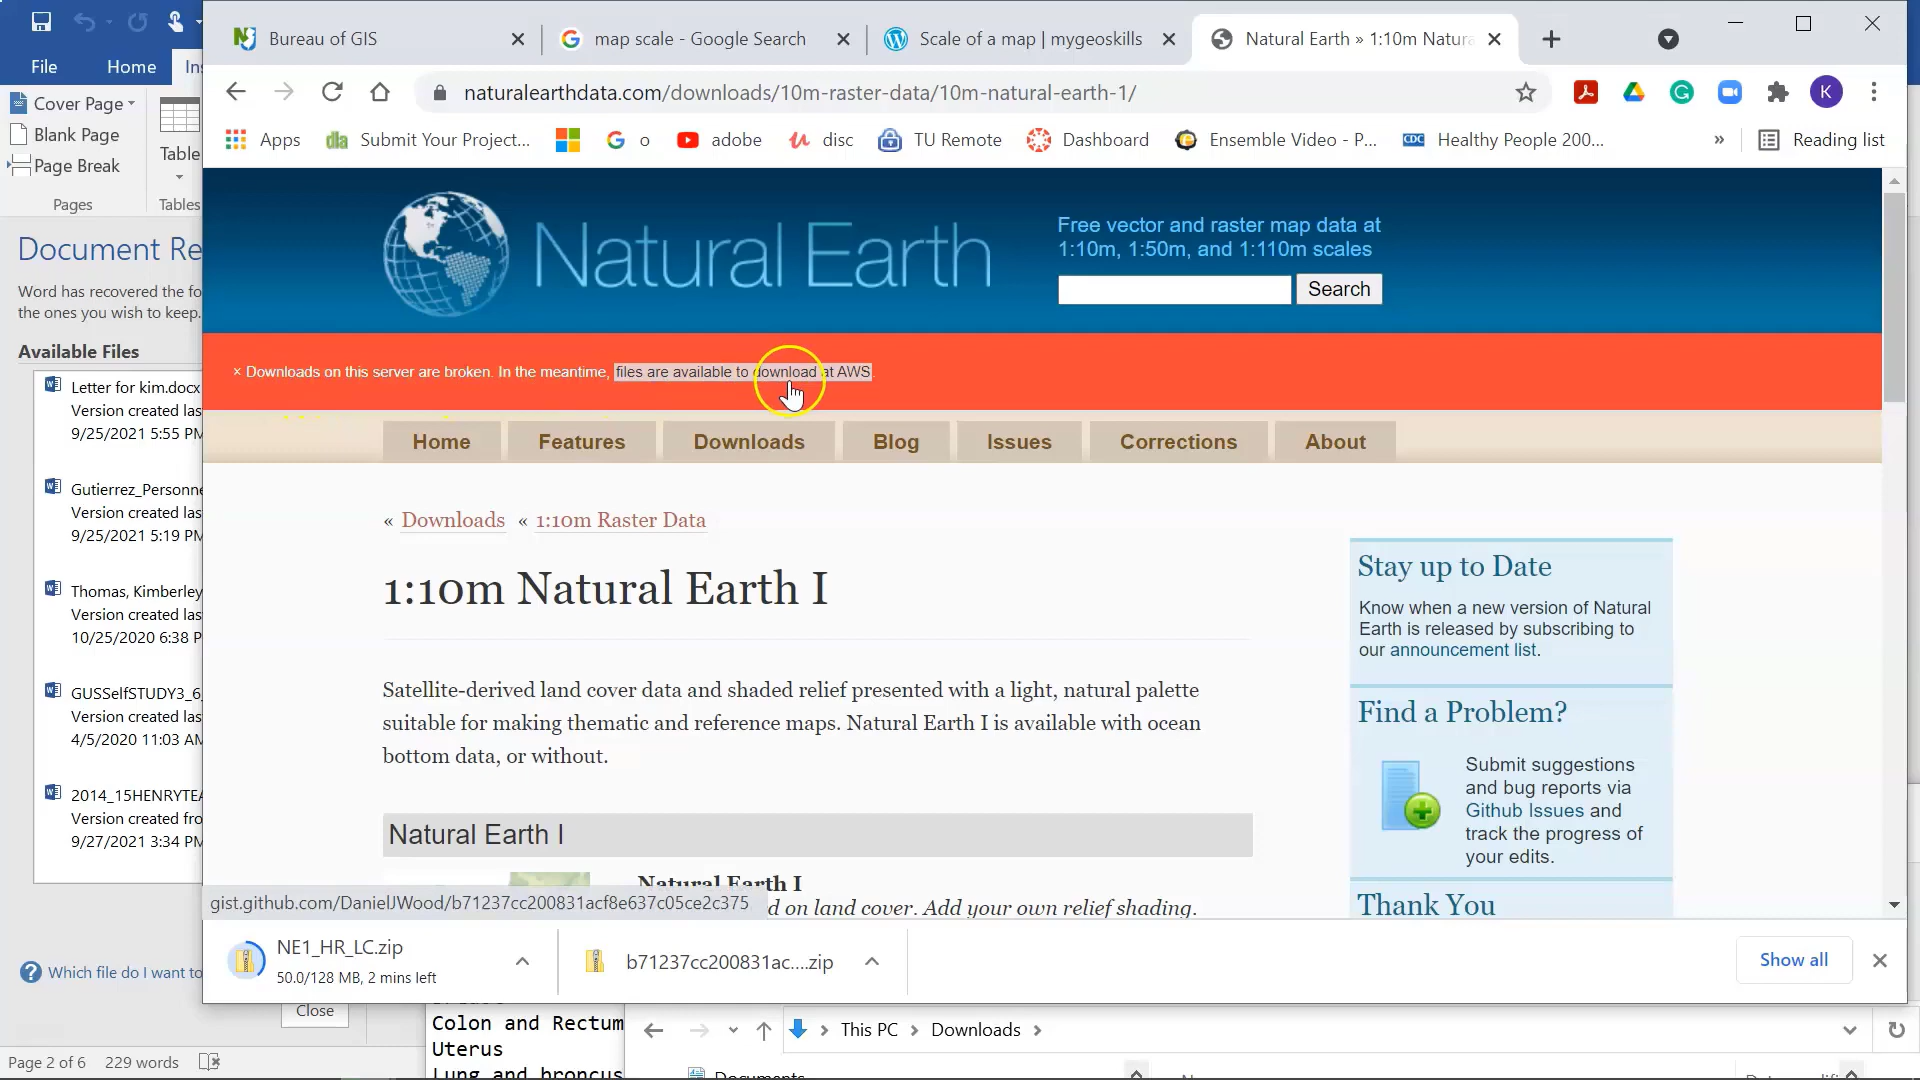 Bureau of GIS
map scale - Google Search
Scale of a map | mygeoskills
Natural Earth » 1:10m Natura
File
Home
naturalearthdata.com/downloads/10m-raster-data/10m-natural-earth-1/
K
Cover Page
Blank Page
Page Break
Table
Pages
Tables
Apps
dla
Submit Your Project...
o
adobe
disc
TU Remote
Dashboard
Ensemble Video - P...
CDC
Healthy People 200...
»
Reading list
Natural Earth
Free vector and raster map data at
1:10m, 1:50m, and 1:110m scales
Search
× Downloads on this server are broken. In the meantime, files are available to download at AWS.
Home
Features
Downloads
Blog
Issues
Corrections
About
« Downloads « 1:10m Raster Data
1:10m Natural Earth I
Satellite-derived land cover data and shaded relief presented with a light, natural palette
suitable for making thematic and reference maps. Natural Earth I is available with ocean
bottom data, or without.
Natural Earth I
Natural Earth I
d on land cover. Add your own relief shading.
Stay up to Date
Know when a new version of Natural
Earth is released by subscribing to
our announcement list.
Find a Problem?
Submit suggestions
and bug reports via
Github Issues and
track the progress of
your edits.
Thank You
gist.github.com/DanielJWood/b71237cc200831acf8e637c05ce2c375
NE1_HR_LC.zip
50.0/128 MB, 2 mins left
b71237cc200831ac....zip
Show all
Document Re
Word has recovered the fo
the ones you wish to keep.
Available Files
Letter for kim.docx
Version created las
9/25/2021 5:55 PM
Gutierrez_Personne
Version created las
9/25/2021 5:19 PM
Thomas, Kimberley
Version created las
10/25/2020 6:38 P
GUSSelfSTUDY3_6_
Version created las
4/5/2020 11:03 AM
2014_15HENRYTEA
Version created fro
9/27/2021 3:34 PM
Which file do I want to
Close
Page 2 of 6
229 words
Colon and Rectum
Uterus
Lung and bronchus
This PC
Downloads
Documents